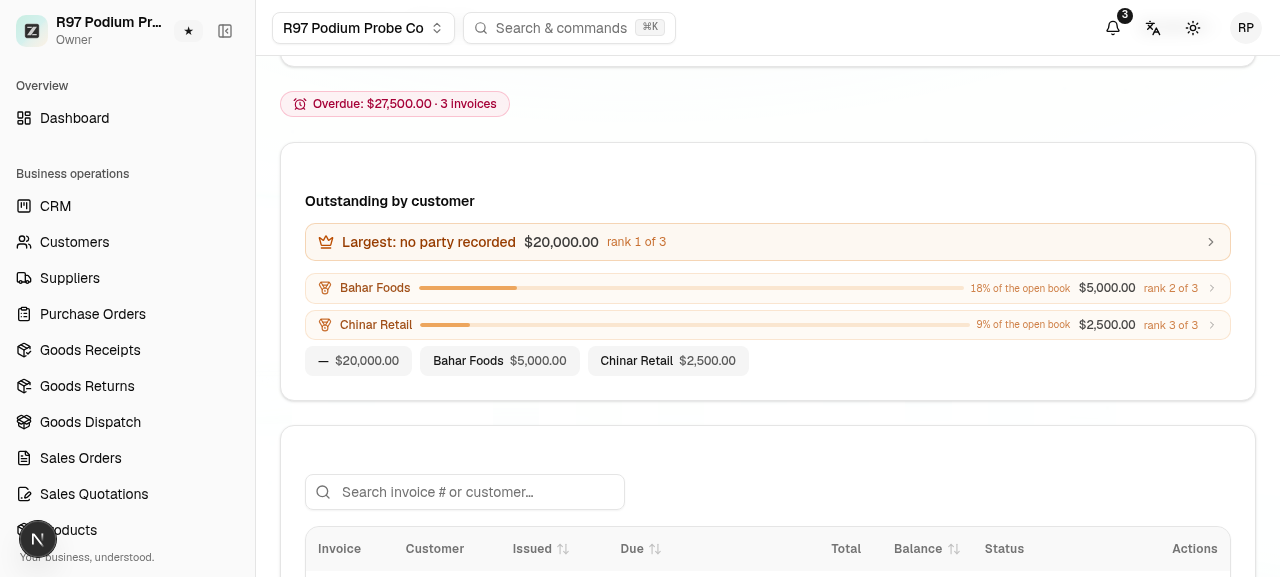 R97 Podium Pr…
Owner
★
R97 Podium Probe Co
Search & commands ⌘K
3
RP
Overview
Dashboard
Business operations
CRM
Customers
Suppliers
Purchase Orders
Goods Receipts
Goods Returns
Goods Dispatch
Sales Orders
Sales Quotations
oducts
N
Your business, understood.
Overdue: $27,500.00 · 3 invoices
Outstanding by customer
Largest: no party recorded $20,000.00 rank 1 of 3
Bahar Foods 18% of the open book $5,000.00 rank 2 of 3
Chinar Retail 9% of the open book $2,500.00 rank 3 of 3
— $20,000.00 Bahar Foods $5,000.00 Chinar Retail $2,500.00
Search invoice # or customer…
Invoice Customer Issued Due Total Balance Status Actions